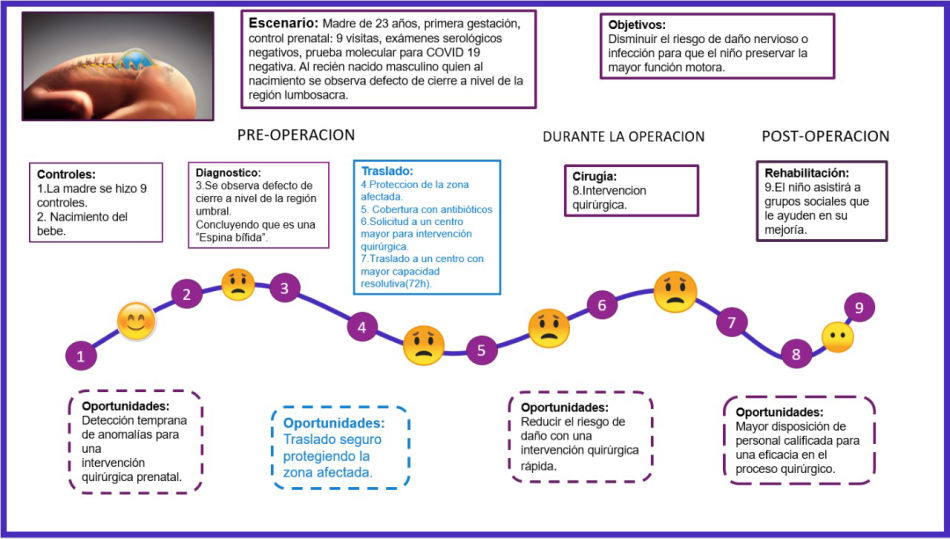 Escenario: Madre de 23 años, primera gestación,
control prenatal: 9 visitas, exámenes serológicos
negativos, prueba molecular para COVID 19
negativa. Al recién nacido masculino quien al
nacimiento se observa defecto de cierre a nivel de la
región lumbosacra.
Objetivos:
Disminuir el riesgo de daño nervioso o
infección para que el niño preservar la
mayor función motora.
PRE-OPERACION
DURANTE LA OPERACION
POST-OPERACION
Controles:
1.La madre se hizo 9
controles.
2. Nacimiento del
bebe.
Diagnostico:
3.Se observa defecto de
cierre a nivel de la región
umbral.
Concluyendo que es una
"Espina bífida".
Traslado:
4.Proteccion de la zona
afectada.
5. Cobertura con antibióticos
6.Solicitud a un centro
mayor para intervención
quirúrgica.
7.Traslado a un centro con
mayor capacidad
resolutiva(72h).
Cirugía:
8.Intervencion
quirúrgica.
Rehabilitación:
9.El niño asistirá a
grupos sociales que
le ayuden en su
mejoría.
1
2
3
4
5
6
7
8
9
Oportunidades:
Detección temprana
de anomalías para
una
intervención
quirúrgica prenatal.
Oportunidades:
Traslado seguro
protegiendo la
zona afectada.
Oportunidades:
Reducir el riesgo de
daño con una
intervención quirúrgica
rápida.
Oportunidades:
Mayor disposición de
personal calificada para
una eficacia en el
proceso quirúrgico.